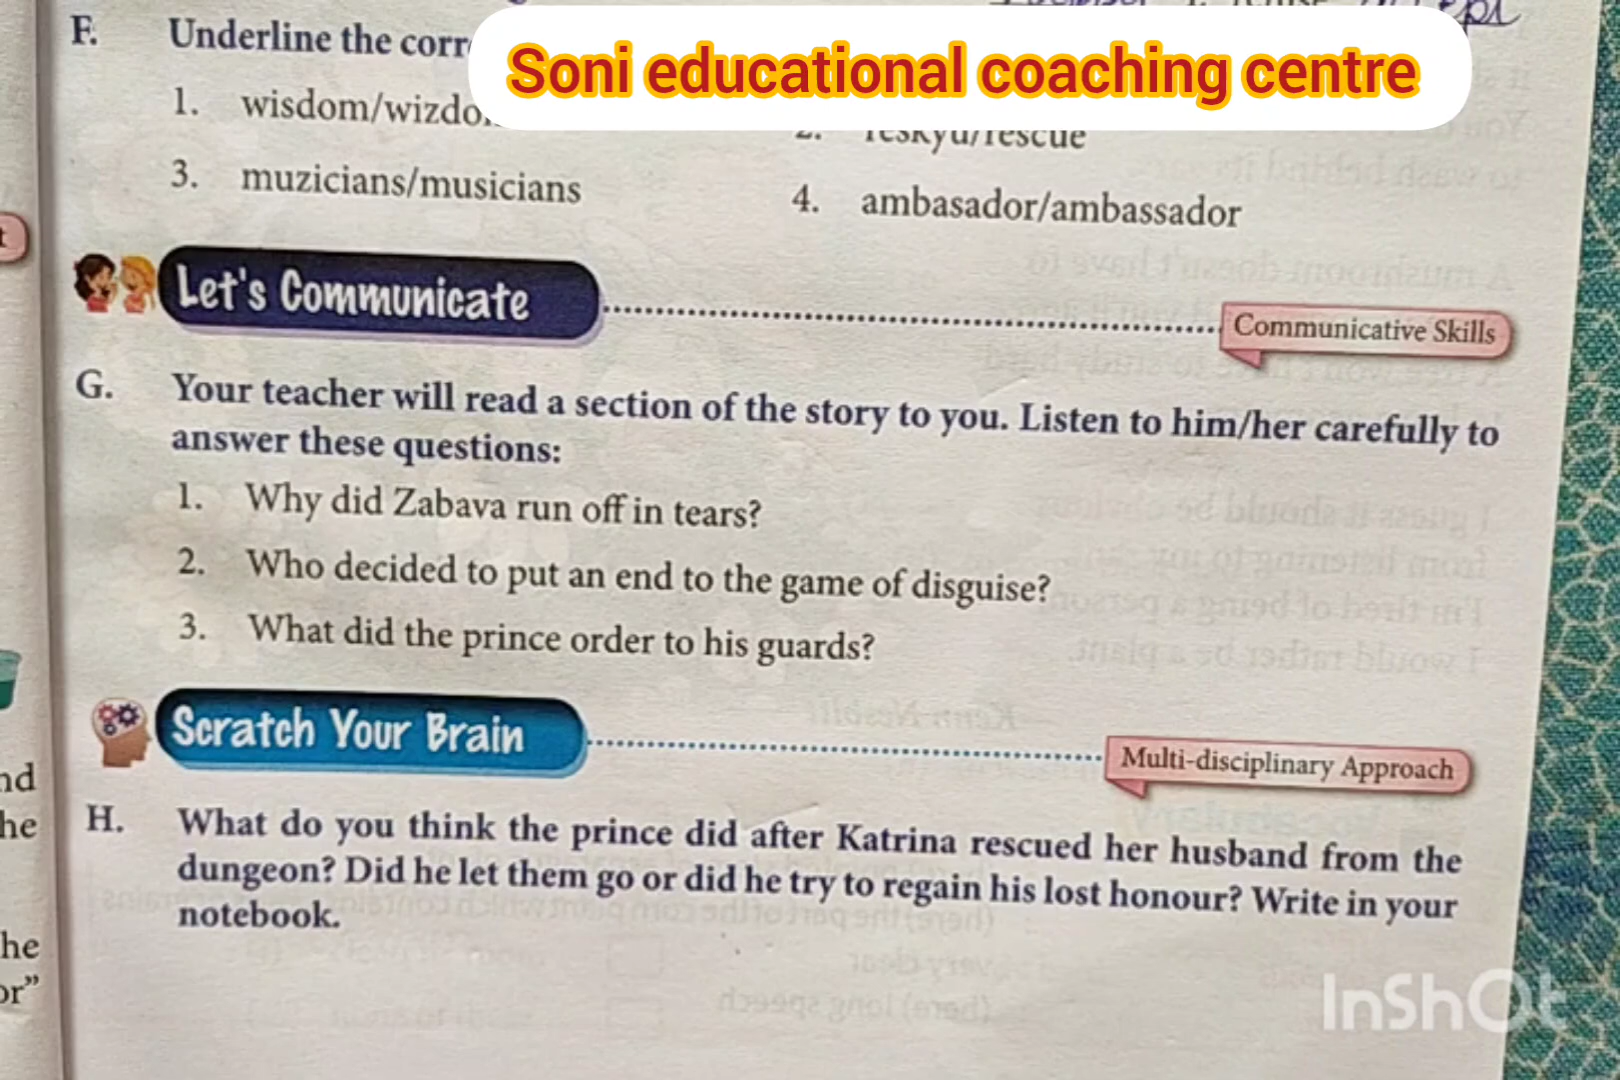 F. Underline the
Soni educational coaching centre
1. wisdom/
2. reskyu/rescue
3. muzicians/musicians
4. ambasador/ambassador
Let's Communicate
Communicative Skills
G. Your teacher will read a section of the story to you. Listen to him/her carefully to
answer these questions:
1. Why did Zabava run off in tears?
2. Who decided to put an end to the game of disguise?
3. What did the prince order to his guards?
Scratch Your Brain
Multi-disciplinary Approach
H. What do you think the prince did after Katrina rescued her husband from the
dungeon? Did he let them go or did he try to regain his lost honour? Write in your
notebook.
InShOt